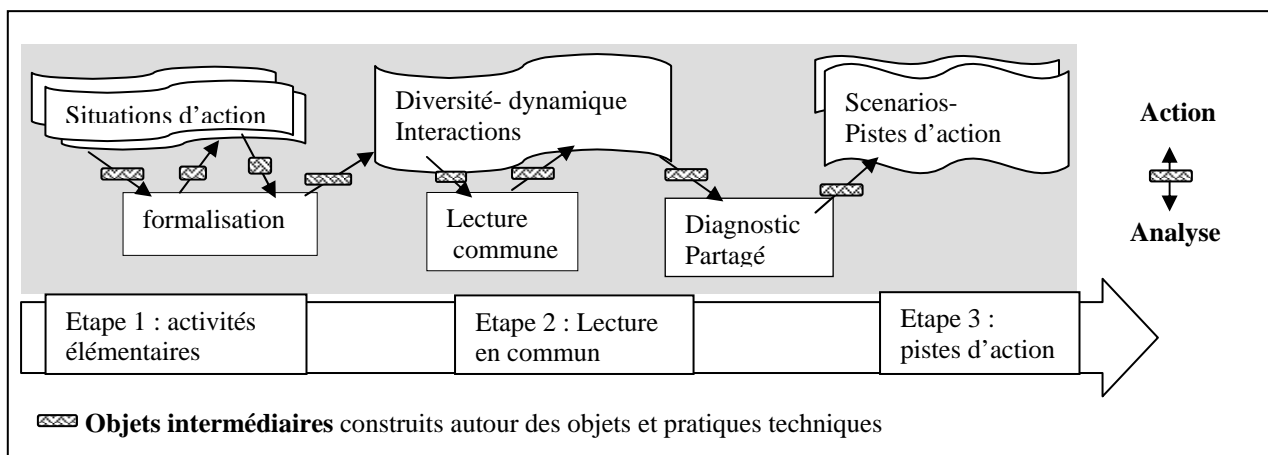 Situations d'action
Diversité- dynamique
Interactions
Scenarios-
Pistes d'action
Action
formalisation
Lecture
commune
Diagnostic
Partagé
Analyse
Etape 1 : activités
élémentaires
Etape 2 : Lecture
en commun
Etape 3 :
pistes d'action
Objets intermédiaires construits autour des objets et pratiques techniques